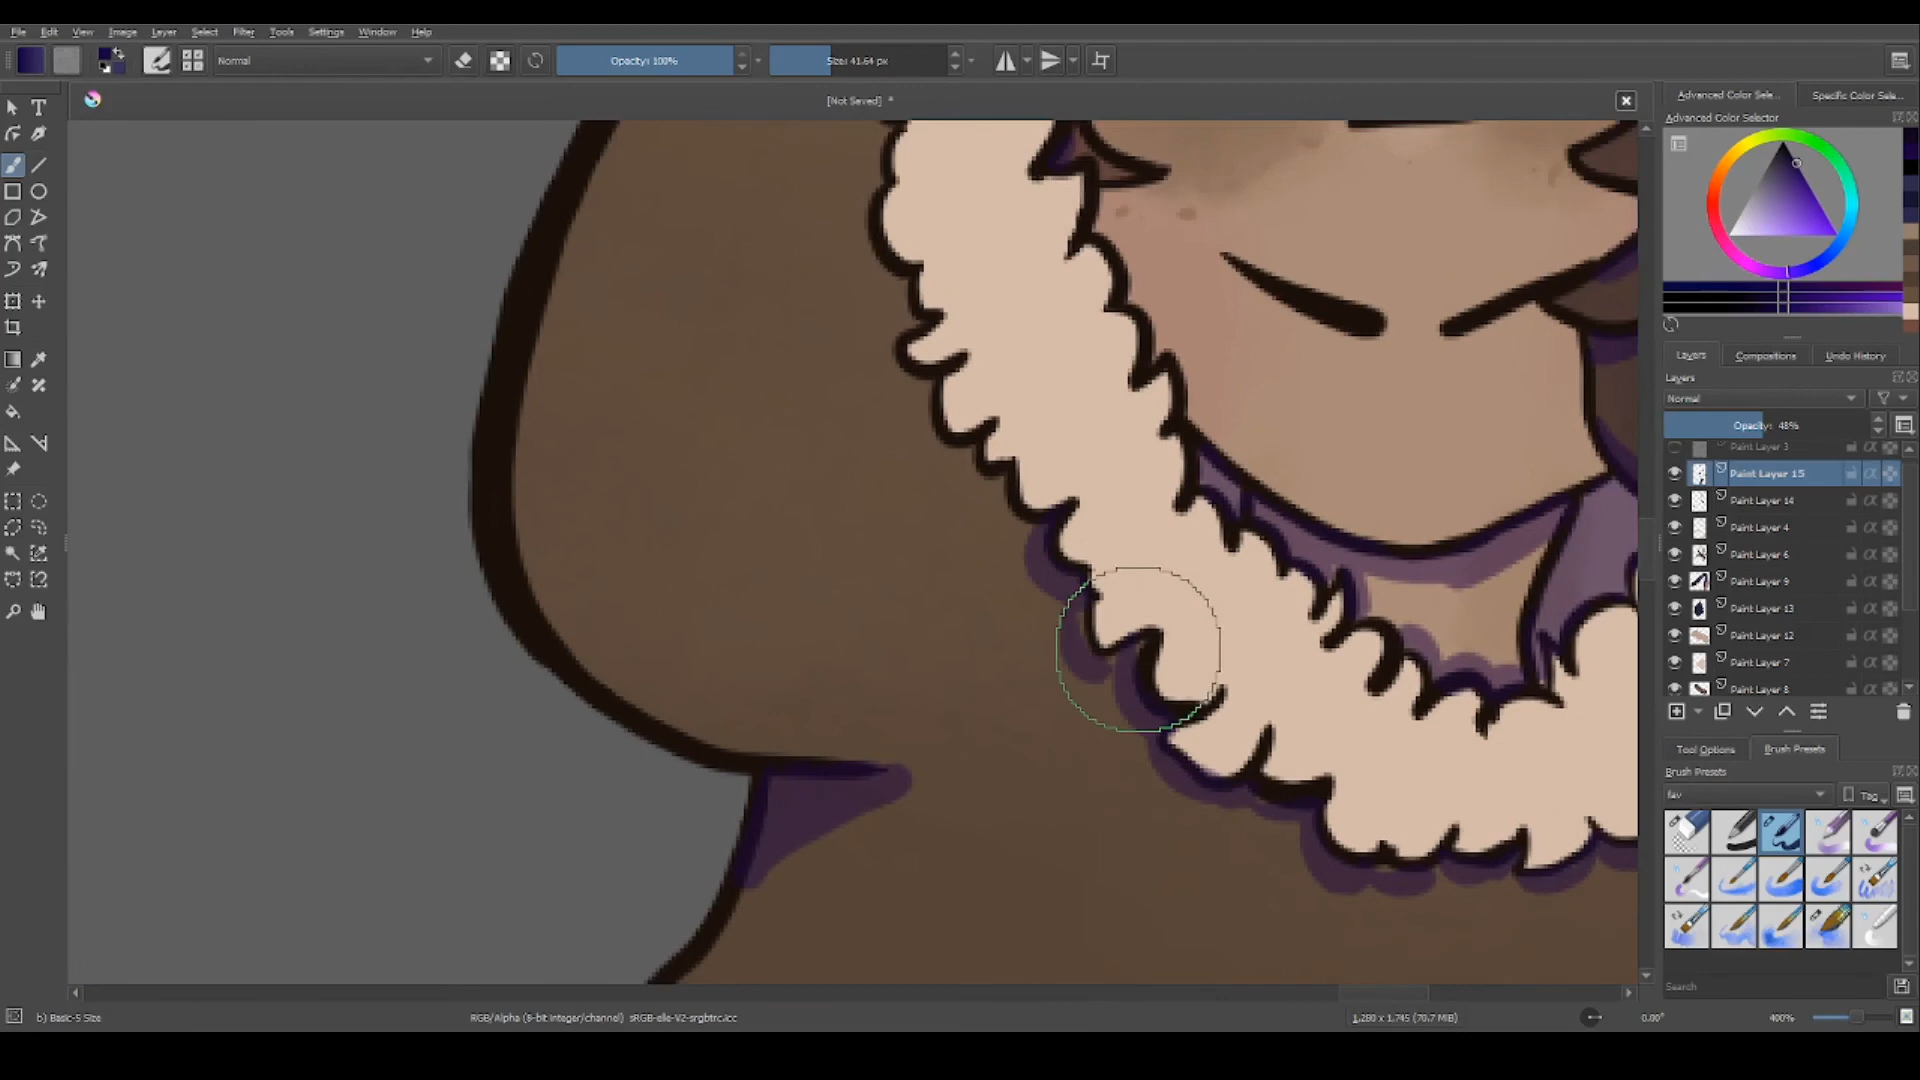 File Edit View Image Layer Select Filter Tools Settings Window Help
Normal
Opacity: 100%
Size: 41.64 px
[Not Saved] *
Advanced Color Sele...
Specific Color Sele...
Advanced Color Selector
Layers
Compositions
Undo History
Layers
Normal
Opacity: 48%
Paint Layer 3
Paint Layer 15
Paint Layer 14
Paint Layer 4
Paint Layer 6
Paint Layer 9
Paint Layer 13
Paint Layer 12
Paint Layer 7
Paint Layer 8
Tool Options
Brush Presets
Brush Presets
fav
Tag
Search
b) Basic-5 Size
RGB/Alpha (8-bit integer/channel) sRGB-elle-V2-srgbtrc.icc
1,280 x 1,745 (70.7 MiB)
0.00°
400%